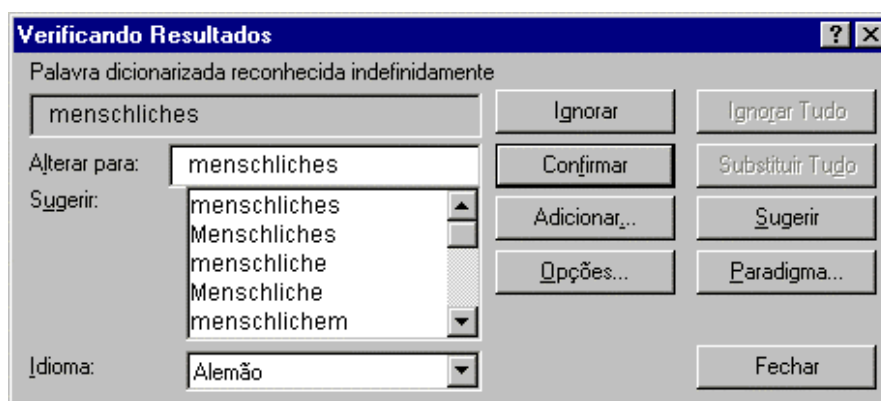 Verificando Resultados
? X
Palavra dicionarizada reconhecida indefinidamente
menschliches
Ignorar
Ignorar Tudo
Alterar para:
menschliches
Confirmar
Substituir Tudo
Sugerir:
menschliches
Menschliches
menschliche
Menschliche
menschlichem
Adicionar...
Sugerir
Opções...
Paradigma...
Idioma:
Alemão
Fechar